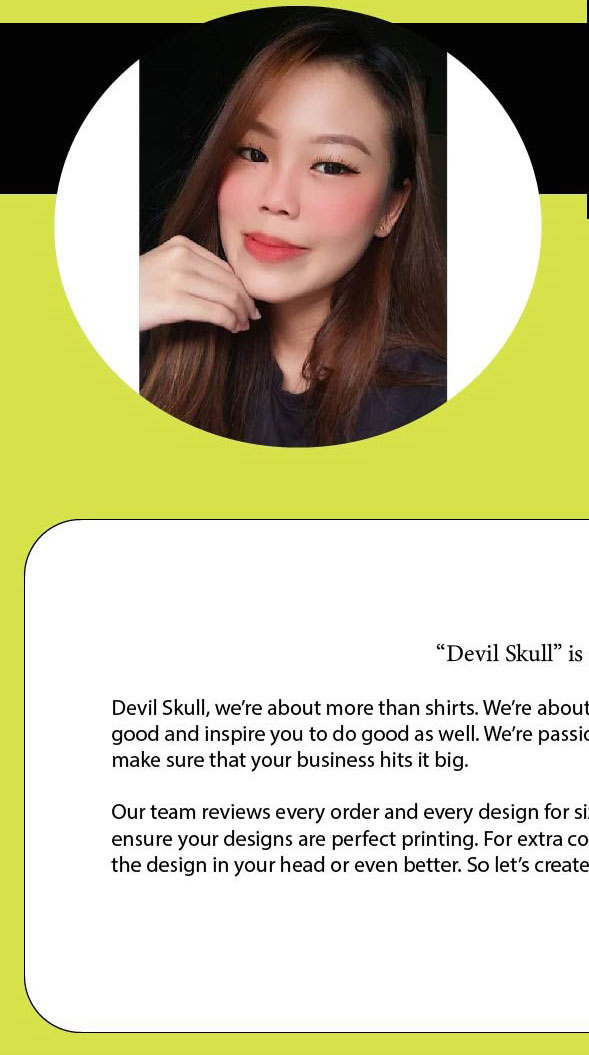 “Devil Skull” is
Devil Skull, we’re about more than shirts. We’re about
good and inspire you to do good as well. We’re passio
make sure that your business hits it big.
Our team reviews every order and every design for si
ensure your designs are perfect printing. For extra co
the design in your head or even better. So let’s create